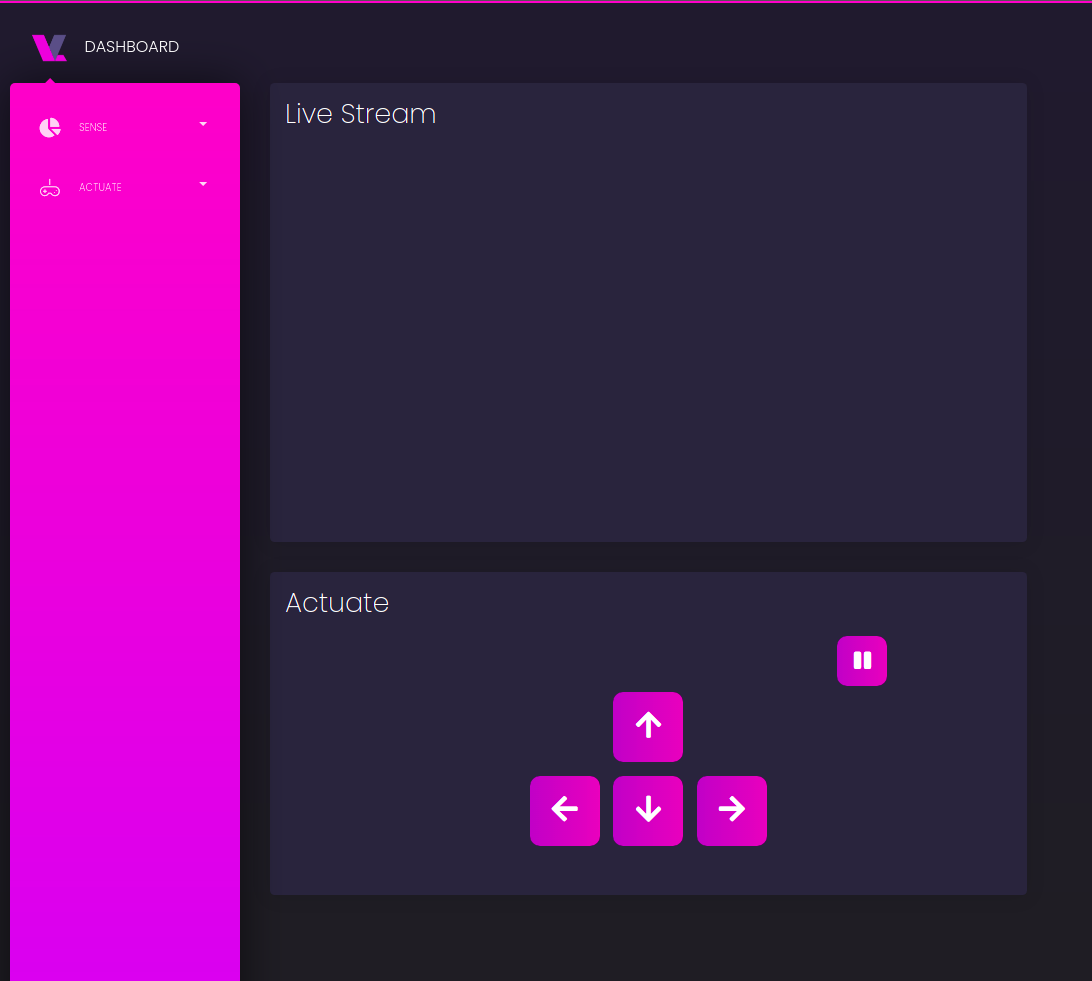 DASHBOARD
SENSE
ACTUATE
Live Stream
Actuate